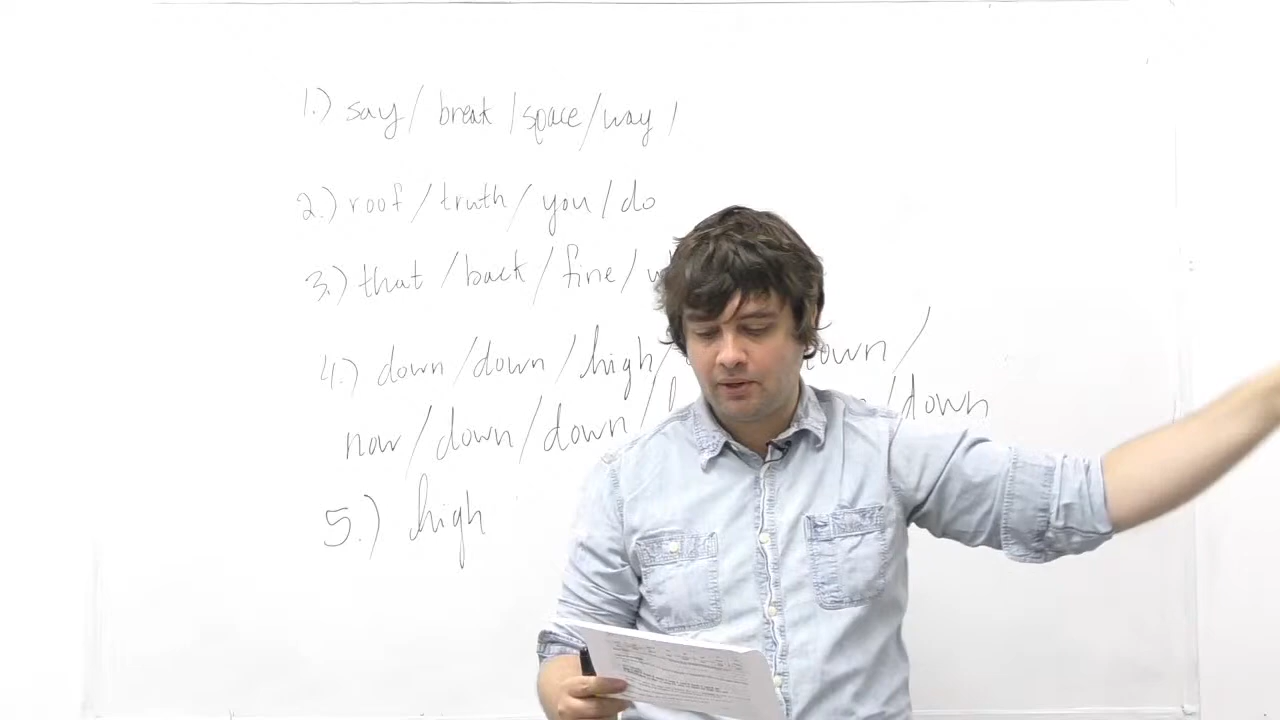 1.) say / break / space / way /
2.) roof / truth / you / do
3.) that / back / fine /
4.) down / down / high / town /
now / down / down / / down
5.) high